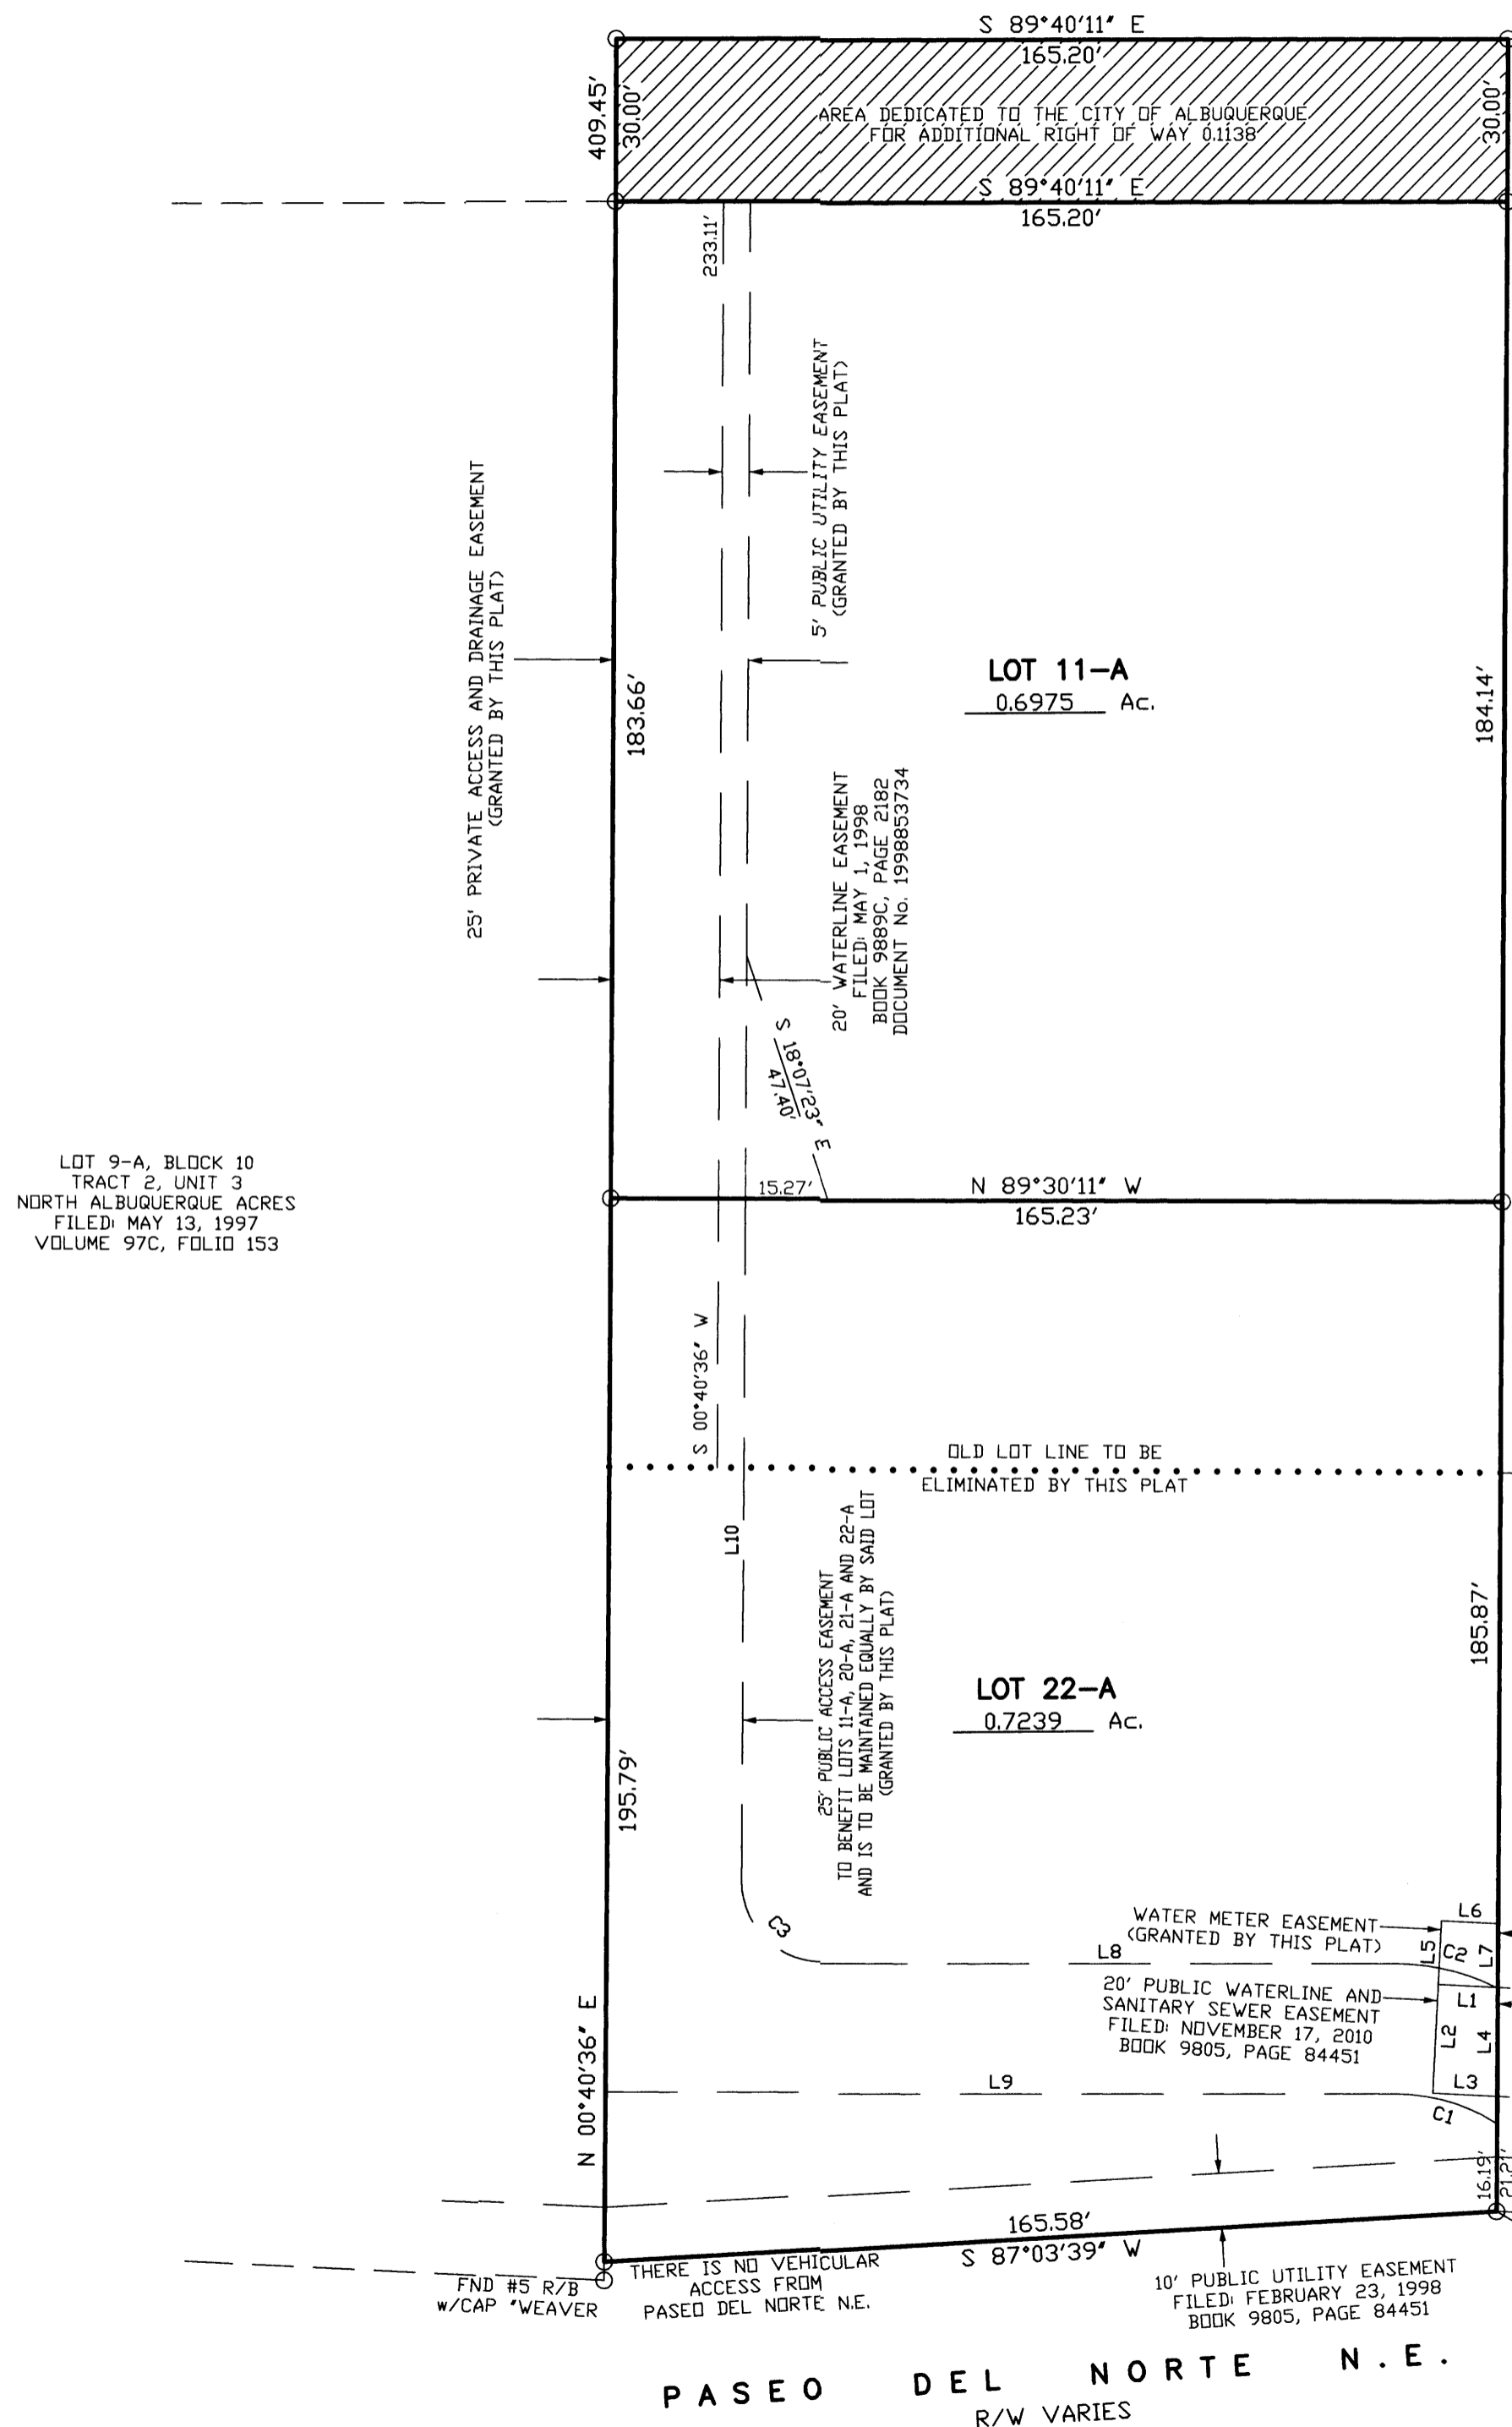 S 89°40'11" E
165.20'
409.45'
30.00'
AREA DEDICATED TO THE CITY OF ALBUQUERQUE
FOR ADDITIONAL RIGHT OF WAY 0.1138
30.00'
S 89°40'11" E
165.20'
233.11'
5' PUBLIC UTILITY EASEMENT
(GRANTED BY THIS PLAT)
25' PRIVATE ACCESS AND DRAINAGE EASEMENT
(GRANTED BY THIS PLAT)
LOT 11-A
0.6975 Ac.
183.66'
184.14'
20' WATERLINE EASEMENT
FILED: MAY 1, 1998
BOOK 9889C, PAGE 2182
DOCUMENT No. 1998853734
S 18°07'23" E
47.40'
LOT 9-A, BLOCK 10
TRACT 2, UNIT 3
NORTH ALBUQUERQUE ACRES
FILED: MAY 13, 1997
VOLUME 97C, FOLIO 153
15.27'
N 89°30'11" W
165.23'
S 00°40'36" W
OLD LOT LINE TO BE
ELIMINATED BY THIS PLAT
L10
25' PUBLIC ACCESS EASEMENT
TO BENEFIT LOTS 11-A, 20-A, 21-A AND 22-A
AND IS TO BE MAINTAINED EQUALLY BY SAID LOT
(GRANTED BY THIS PLAT)
185.87'
LOT 22-A
0.7239 Ac.
195.79'
C3
WATER METER EASEMENT
(GRANTED BY THIS PLAT)
L6
L5
C2
L7
L8
20' PUBLIC WATERLINE AND
SANITARY SEWER EASEMENT
FILED: NOVEMBER 17, 2010
BOOK 9805, PAGE 84451
L1
L2
L4
L3
C1
L9
N 00°40'36" E
16.19'
21.21'
165.58'
S 87°03'39" W
THERE IS NO VEHICULAR
ACCESS FROM
PASEO DEL NORTE N.E.
FND #5 R/B
w/CAP "WEAVER
10' PUBLIC UTILITY EASEMENT
FILED: FEBRUARY 23, 1998
BOOK 9805, PAGE 84451
PASEO DEL NORTE N.E.
R/W VARIES